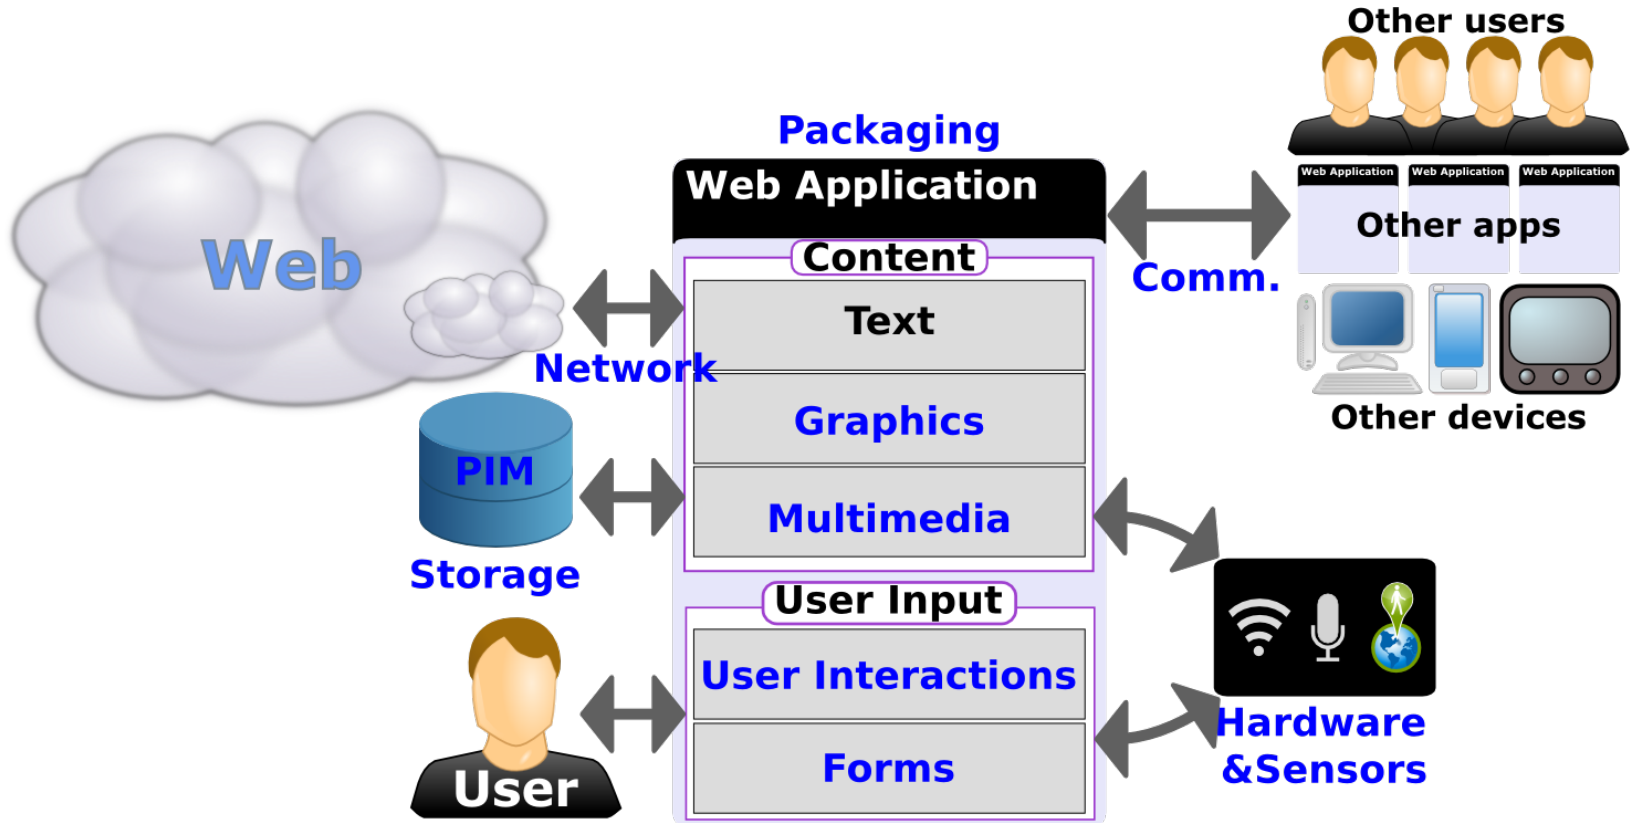 Other users
Packaging
Web Application
Web Application
Web Application
Web Application
Other apps
Content
Web
Comm.
Text
Network
Other devices
Graphics
PIM
Multimedia
Storage
User Input
User Interactions
Hardware
&Sensors
Forms
User